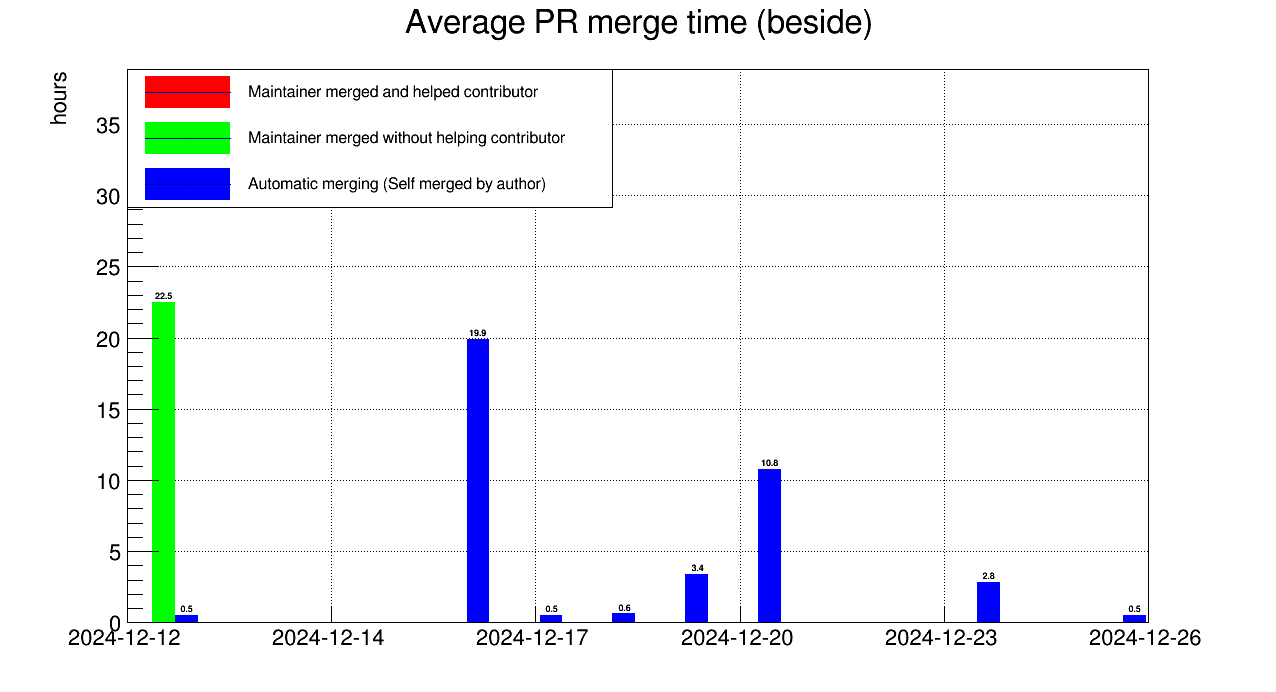 Average PR merge time (beside)
hours
Maintainer merged and helped contributor
Maintainer merged without helping contributor
Automatic merging (Self merged by author)
35
30
25
20
15
10
5
0
22.5
0.5
19.9
0.5
0.6
3.4
10.8
2.8
0.5
2024-12-12 2024-12-14 2024-12-17 2024-12-20 2024-12-23 2024-12-26